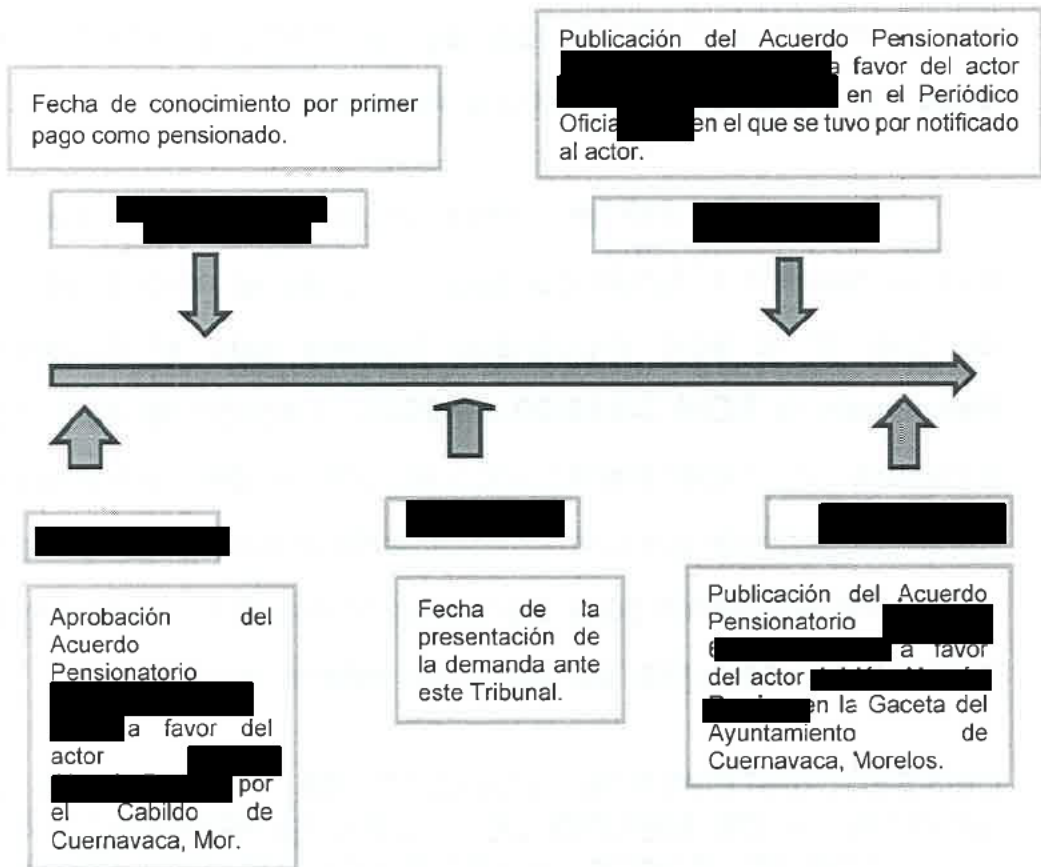 Fecha de conocimiento por primer
pago como pensionado.
Publicación del Acuerdo Pensionatorio
a favor del actor
en el Periódico
Oficia en el que se tuvo por notificado
al actor.
Aprobación del
Acuerdo
Pensionatorio
a favor del
actor
por
el Cabildo de
Cuernavaca, Mor.
Fecha de la
presentación de
la demanda ante
este Tribunal.
Publicación del Acuerdo
Pensionatorio
a favor
del actor
en la Gaceta del
Ayuntamiento de
Cuernavaca, Morelos.